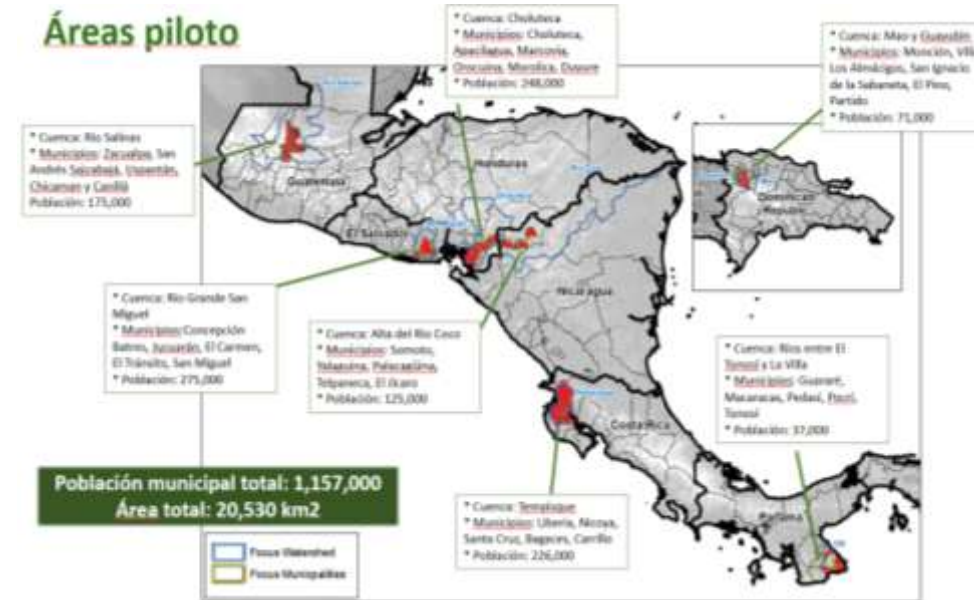 Áreas piloto
* Cuenca: Choluteca
* Municipios: Choluteca,
Apacilagua, Marcovia,
Orocuina, Morolica, Duyure
* Población: 248,000
* Cuenca: Mao y Guayubín
* Municipios: Monción, Vill
Los Almácigos, San Ignacio
de la Sabaneta, El Pino,
Partido
* Población: 71,000
* Cuenca: Río Salinas
* Municipios: Zacualpa, San
Andrés Sajcabajá, Uspantán,
Chicaman y Canillá
Población: 175,000
Honduras
Guatemala
El Salvador
Dominican
Republic
Nicaragua
* Cuenca: Río Grande San
Miguel
* Municipios: Concepción
Batres, Jucuarán, El Carmen,
El Tránsito, San Miguel
* Población: 275,000
* Cuenca: Alta del Río Coco
* Municipios: Somoto,
Yalagüina, Palacagüina,
Telpaneca, El Jícaro
* Población: 125,000
* Cuenca: Ríos entre El
Tonosí y La Villa
* Municipios: Guararé,
Macaracas, Pedasí, Pocrí,
Tonosí
* Población: 37,000
Costa Rica
Población municipal total: 1,157,000
Área total: 20,530 km2
* Cuenca: Tempisque
* Municipios: Liberia, Nicoya,
Santa Cruz, Bagaces, Carrillo
* Población: 226,000
Panamá
Focus Watershed
Focus Municipalities